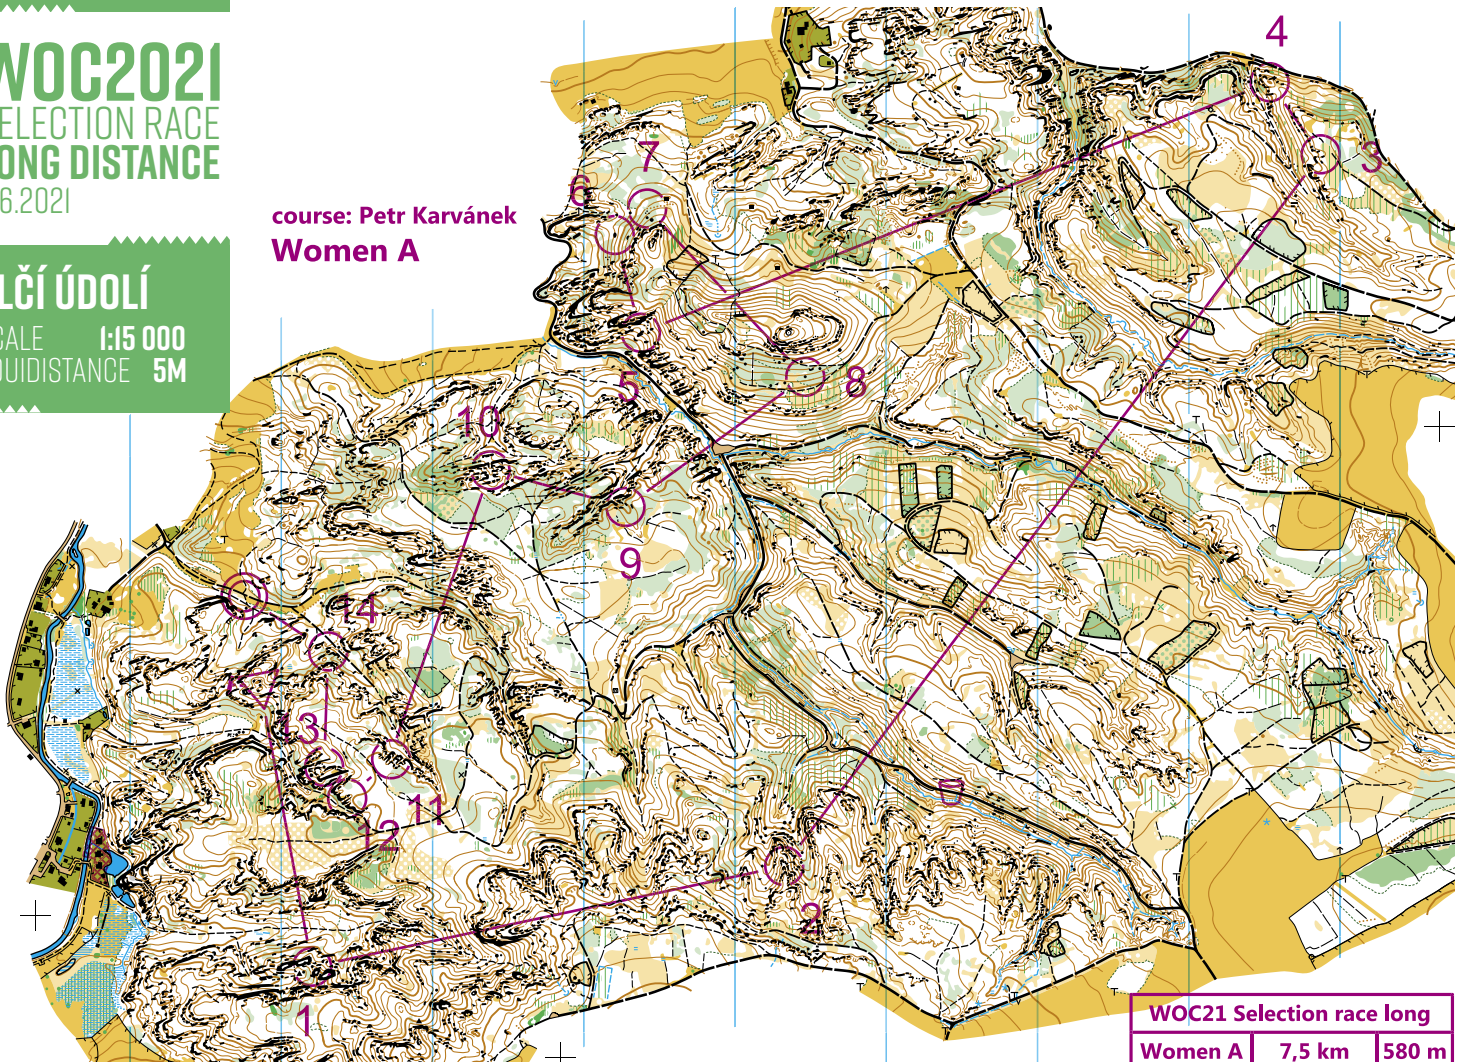 WOC2021
ELECTION RACE
ONG DISTANCE
6.2021
LČÍ ÚDOLÍ
CALE 1:15 000
QUIDISTANCE 5M
course: Petr Karvánek
Women A
4
3
7
6
5
8
10
9
14
13
11
12
2
1
WOC21 Selection race long
Women A 7,5 km 580 m